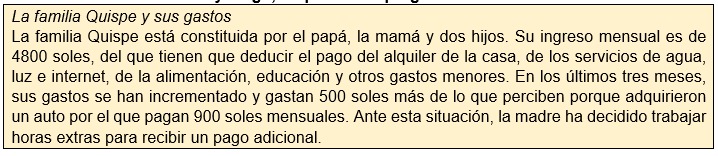 La familia Quispe y sus gastos
La familia Quispe está constituida por el papá, la mamá y dos hijos. Su ingreso mensual es de
4800 soles, del que tienen que deducir el pago del alquiler de la casa, de los servicios de agua,
luz e internet, de la alimentación, educación y otros gastos menores. En los últimos tres meses,
sus gastos se han incrementado y gastan 500 soles más de lo que perciben porque adquirieron
un auto por el que pagan 900 soles mensuales. Ante esta situación, la madre ha decidido trabajar
horas extras para recibir un pago adicional.